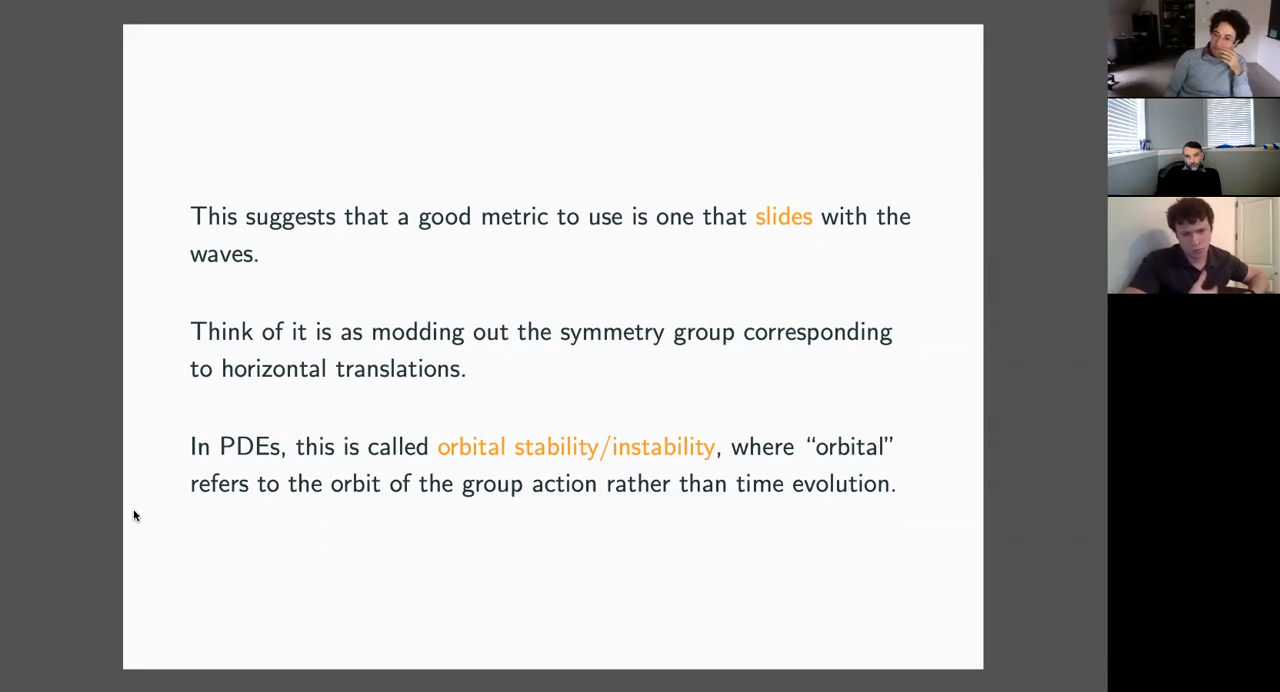 This suggests that a good metric to use is one that slides with the
waves.
Think of it is as modding out the symmetry group corresponding
to horizontal translations.
In PDEs, this is called orbital stability/instability, where “orbital”
refers to the orbit of the group action rather than time evolution.